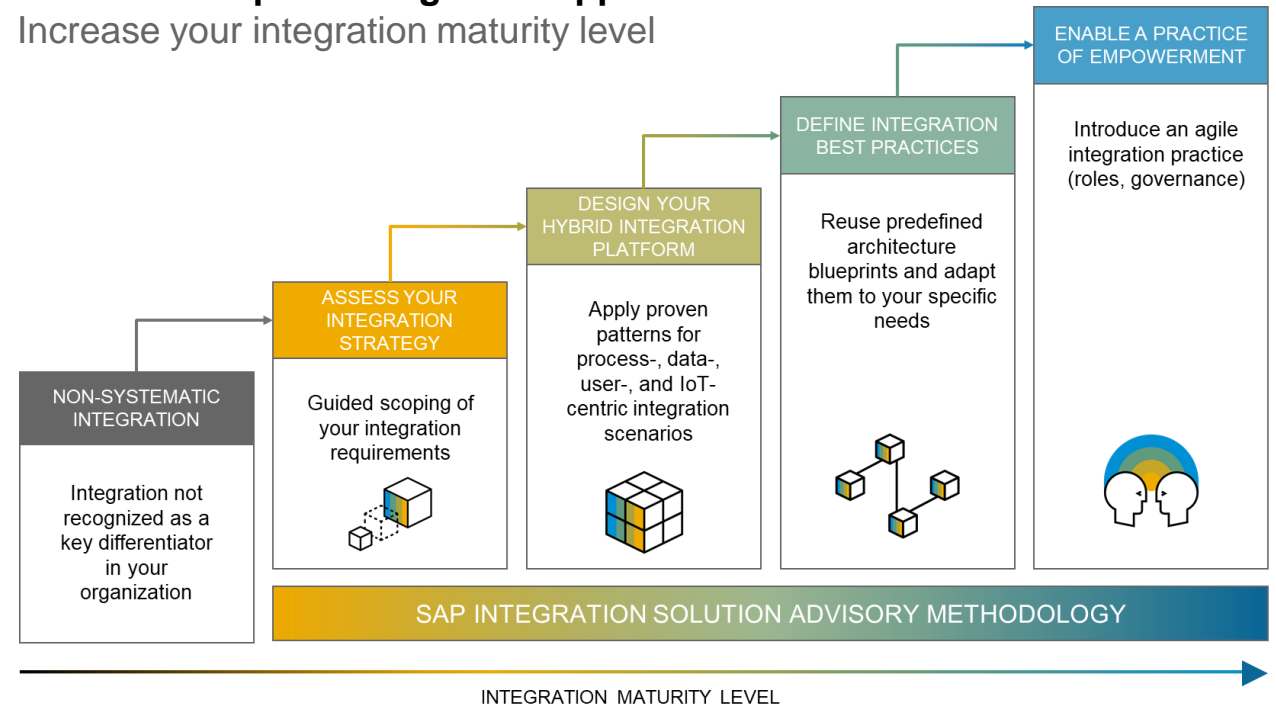 Increase your integration maturity level
NON-SYSTEMATIC
INTEGRATION
Integration not
recognized as a
key differentiator
in your
organization
ASSESS YOUR
INTEGRATION
STRATEGY
Guided scoping of
your integration
requirements
DESIGN YOUR
HYBRID INTEGRATION
PLATFORM
Apply proven
patterns for
process-, data-,
user-, and IoT-
centric integration
scenarios
DEFINE INTEGRATION
BEST PRACTICES
Reuse predefined
architecture
blueprints and adapt
them to your specific
needs
ENABLE A PRACTICE
OF EMPOWERMENT
Introduce an agile
integration practice
(roles, governance)
SAP INTEGRATION SOLUTION ADVISORY METHODOLOGY
INTEGRATION MATURITY LEVEL